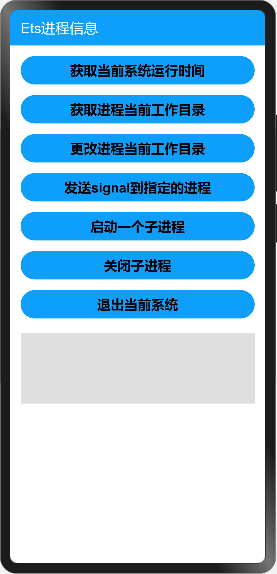 Ets进程信息
获取当前系统运行时间
获取进程当前工作目录
更改进程当前工作目录
发送signal到指定的进程
启动一个子进程
关闭子进程
退出当前系统